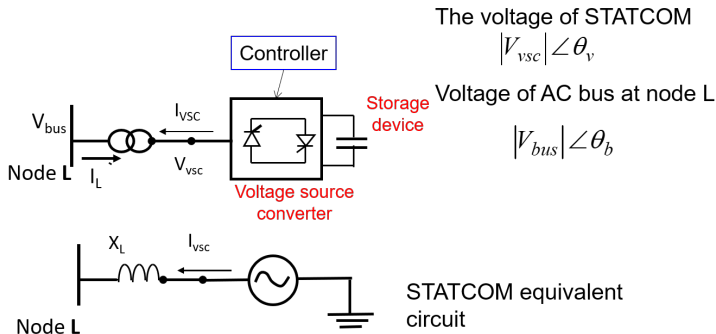 The voltage of STATCOM
|V_vsc|∠θ_v
Controller
Voltage of AC bus at node L
|V_bus|∠θ_b
Storage
device
I_VSC
V_bus
V_vsc
I_L
Node L
Voltage source
converter
X_L
I_vsc
STATCOM equivalent
circuit
Node L